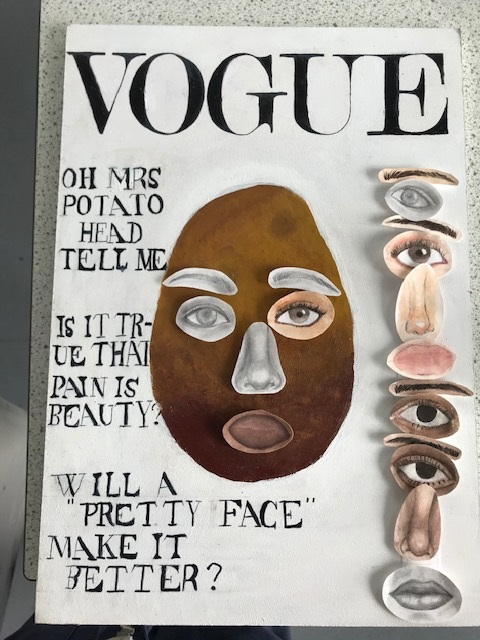 VOGUE
OH MRS
POTATO
HEAD
TELL ME
IS IT TR-
UE THAT
PAIN IS
BEAUTY?
WILL A
"PRETTY FACE"
MAKE IT
BETTER?